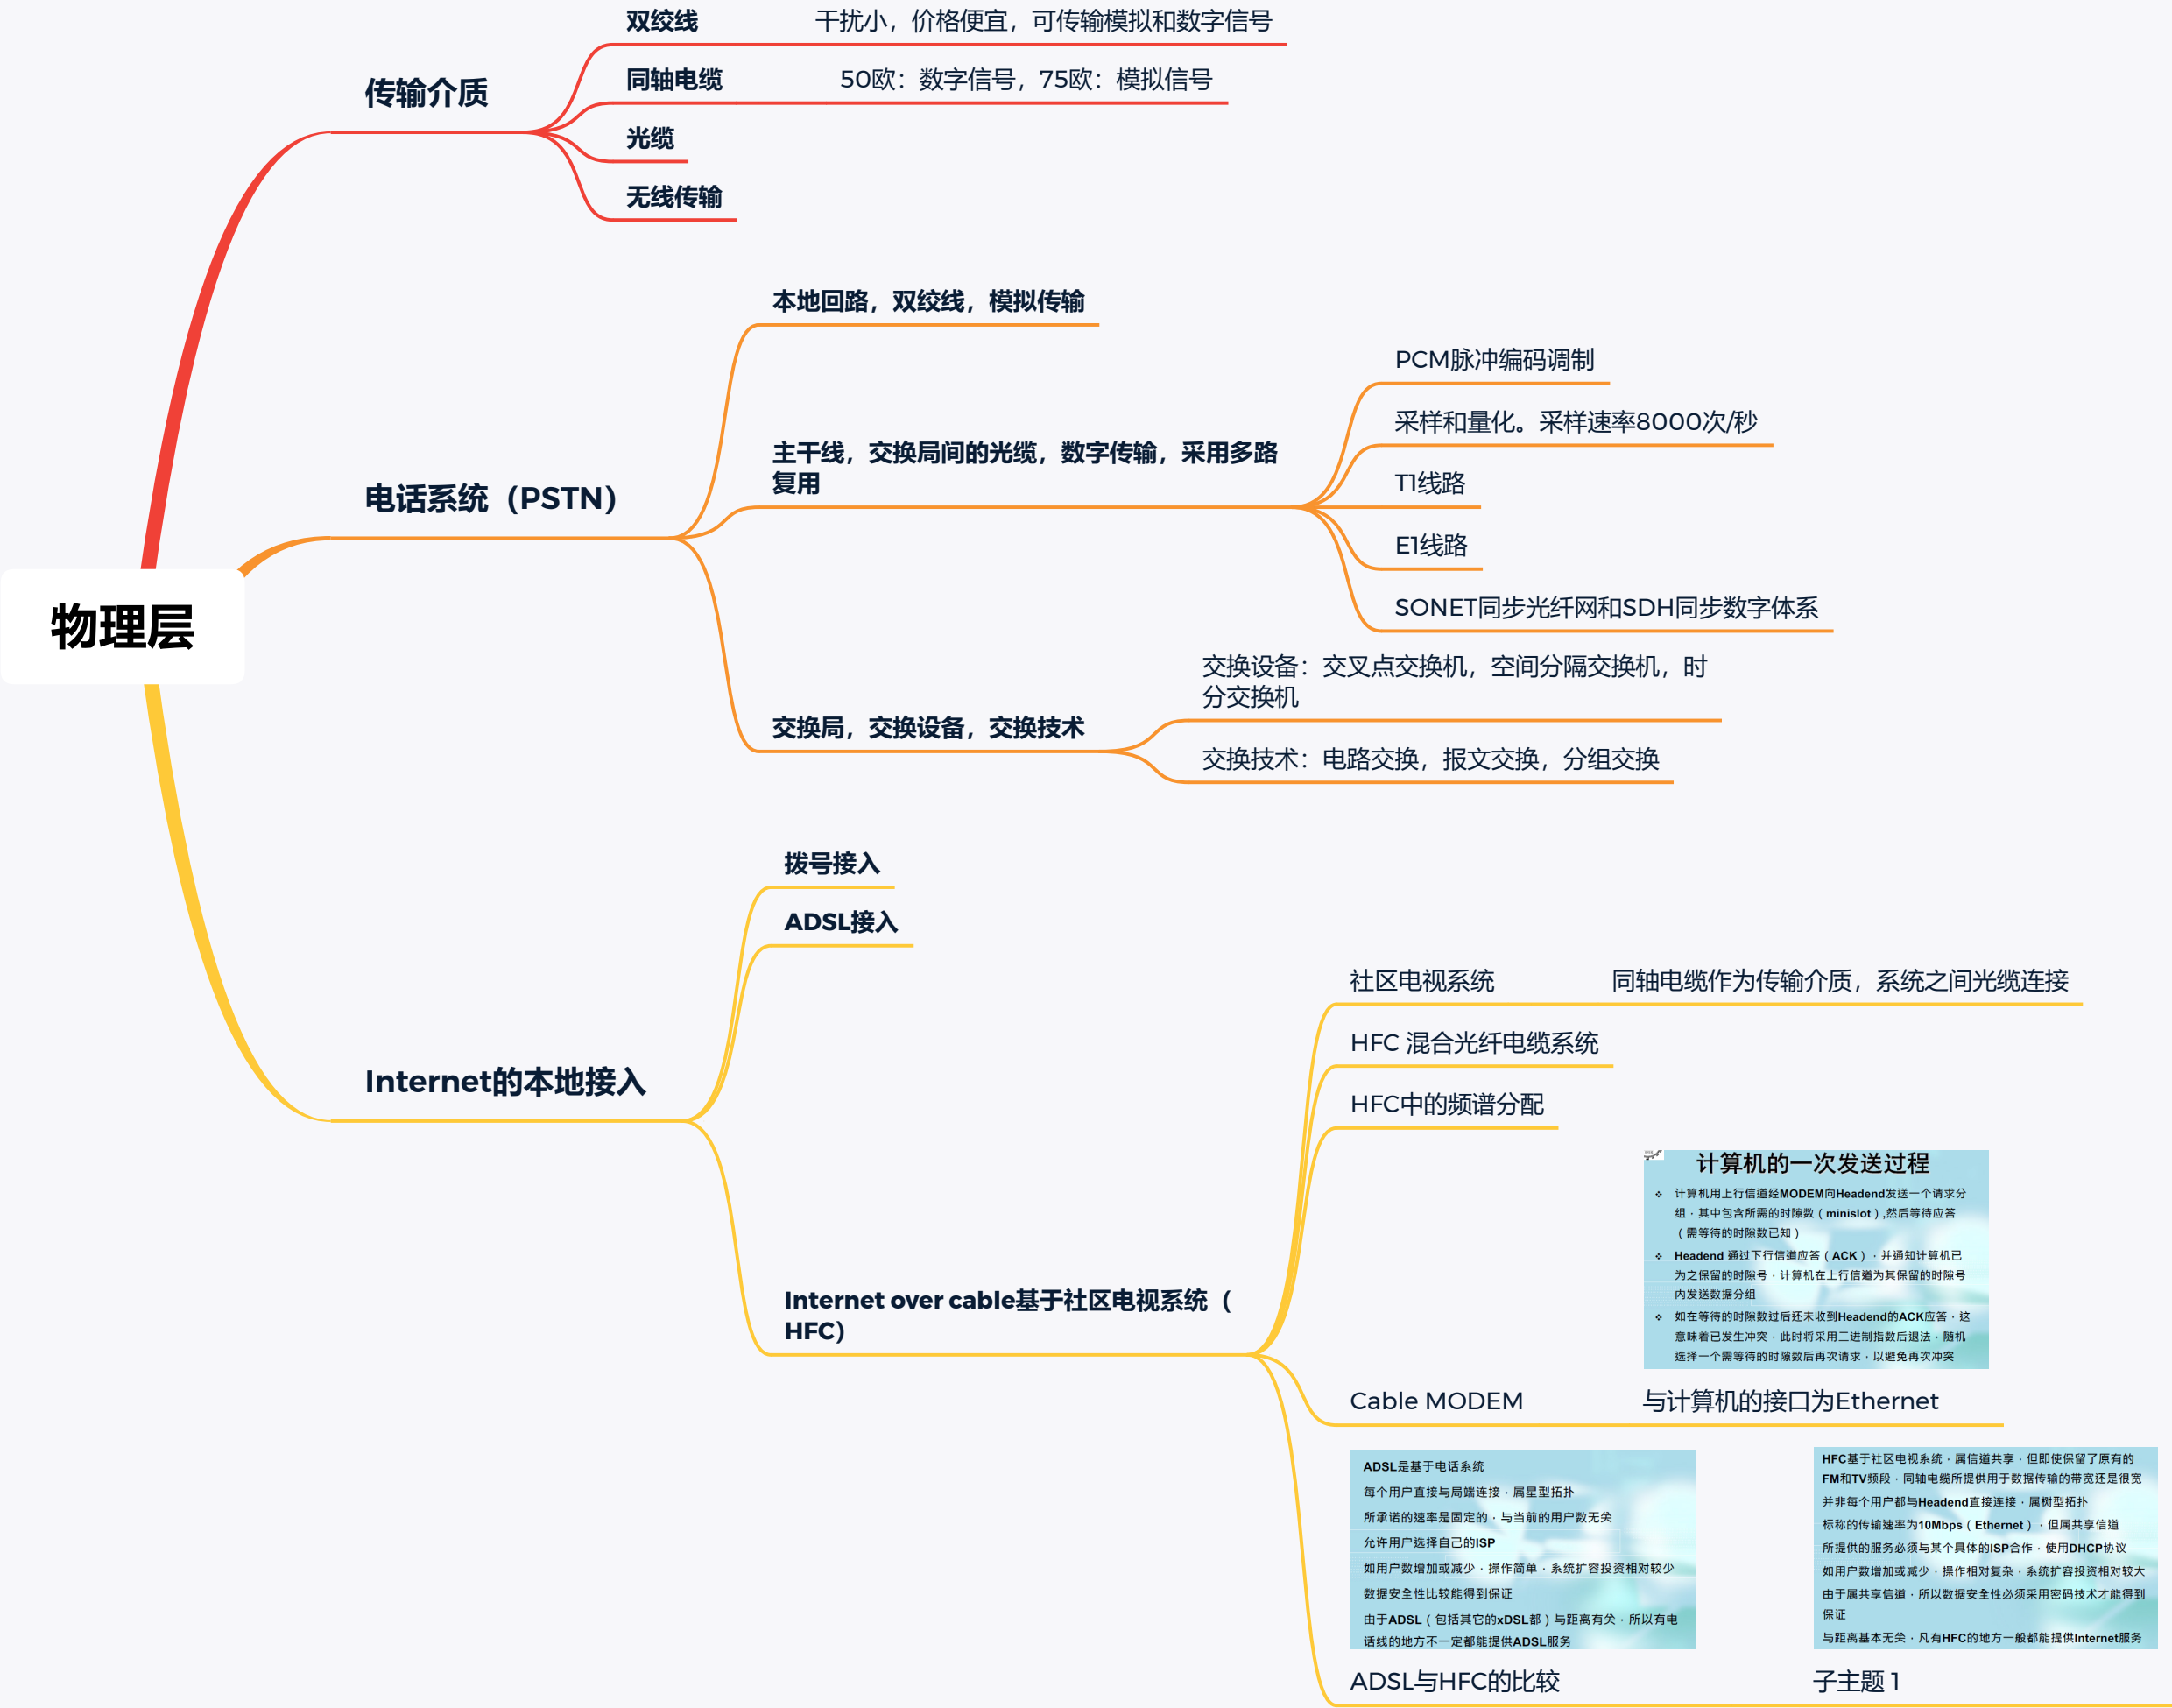 物理层
传输介质
双绞线
干扰小，价格便宜，可传输模拟和数字信号
同轴电缆
50欧：数字信号，75欧：模拟信号
光缆
无线传输
电话系统（PSTN）
本地回路，双绞线，模拟传输
主干线，交换局间的光缆，数字传输，采用多路
复用
PCM脉冲编码调制
采样和量化。采样速率8000次/秒
T1线路
E1线路
SONET同步光纤网和SDH同步数字体系
交换局，交换设备，交换技术
交换设备：交叉点交换机，空间分隔交换机，时
分交换机
交换技术：电路交换，报文交换，分组交换
Internet的本地接入
拨号接入
ADSL接入
Internet over cable基于社区电视系统（
HFC）
社区电视系统
同轴电缆作为传输介质，系统之间光缆连接
HFC 混合光纤电缆系统
HFC中的频谱分配
计算机的一次发送过程
❖ 计算机用上行信道经MODEM向Headend发送一个请求分
组，其中包含所需的时隙数（minislot）,然后等待应答
（需等待的时隙数已知）
❖ Headend 通过下行信道应答（ACK），并通知计算机已
为之保留的时隙号，计算机在上行信道为其保留的时隙号
内发送数据分组
❖ 如在等待的时隙数过后还未收到Headend的ACK应答，这
意味着已发生冲突，此时将采用二进制指数后退法，随机
选择一个需等待的时隙数后再次请求，以避免再次冲突
Cable MODEM
与计算机的接口为Ethernet
ADSL是基于电话系统
每个用户直接与局端连接，属星型拓扑
所承诺的速率是固定的，与当前的用户数无关
允许用户选择自己的ISP
如用户数增加或减少，操作简单，系统扩容投资相对较少
数据安全性比较能得到保证
由于ADSL（包括其它的xDSL都）与距离有关，所以有电
话线的地方不一定都能提供ADSL服务
ADSL与HFC的比较
HFC基于社区电视系统，属信道共享，但即使保留了原有的
FM和TV频段，同轴电缆所提供用于数据传输的带宽还是很宽
并非每个用户都与Headend直接连接，属树型拓扑
标称的传输速率为10Mbps（Ethernet），但属共享信道
所提供的服务必须与某个具体的ISP合作，使用DHCP协议
如用户数增加或减少，操作相对复杂，系统扩容投资相对较大
由于属共享信道，所以数据安全性必须采用密码技术才能得到
保证
与距离基本无关，凡有HFC的地方一般都能提供Internet服务
子主题 1